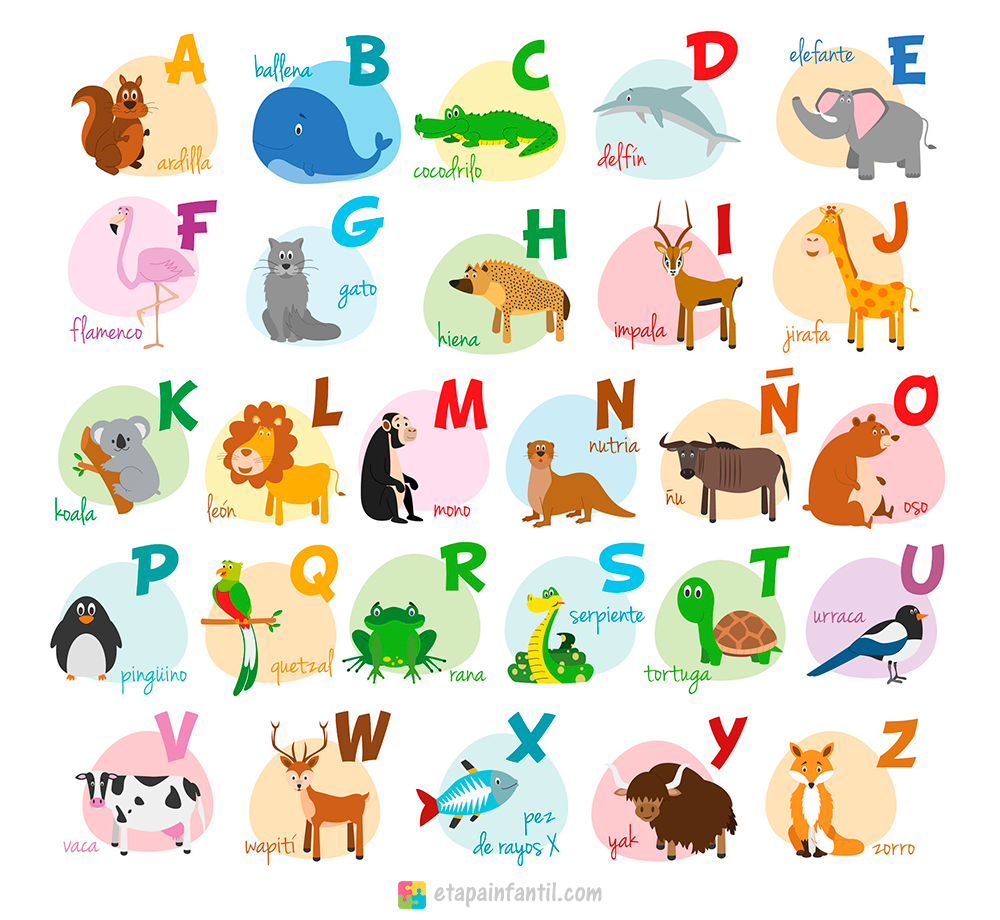 A
ardilla
B
ballena
C
cocodrilo
D
delfín
E
elefante
F
flamenco
G
gato
H
hiena
I
impala
J
jirafa
K
koala
L
león
M
mono
N
nutria
Ñ
ñu
O
oso
P
pingüino
Q
quetzal
R
rana
S
serpiente
T
tortuga
U
urraca
V
vaca
W
wapití
X
pez
de rayos X
Y
yak
Z
zorro
etapainfantil.com